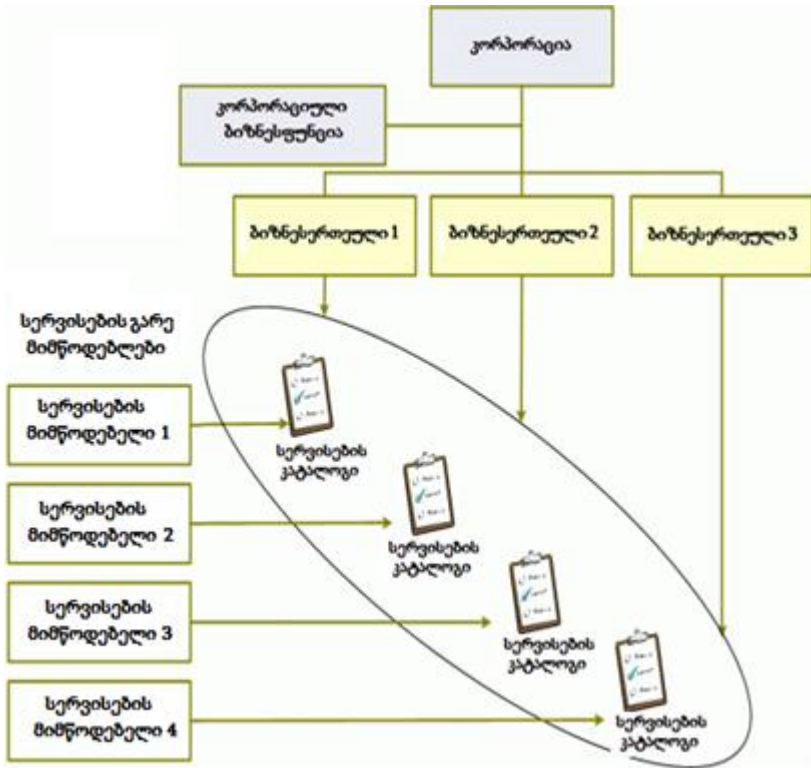 კორპორაცია
კორპორაციული
ბიზნესფუნცია
ბიზნესერთეული 1
ბიზნესერთეული 2
ბიზნესერთეული 3
სერვისების გარე
მიმწოდებლები
სერვისების
მიმწოდებელი 1
სერვისების
კატალოგი
სერვისების
მიმწოდებელი 2
სერვისების
კატალოგი
სერვისების
მიმწოდებელი 3
სერვისების
კატალოგი
სერვისების
მიმწოდებელი 4
სერვისების
კატალოგი